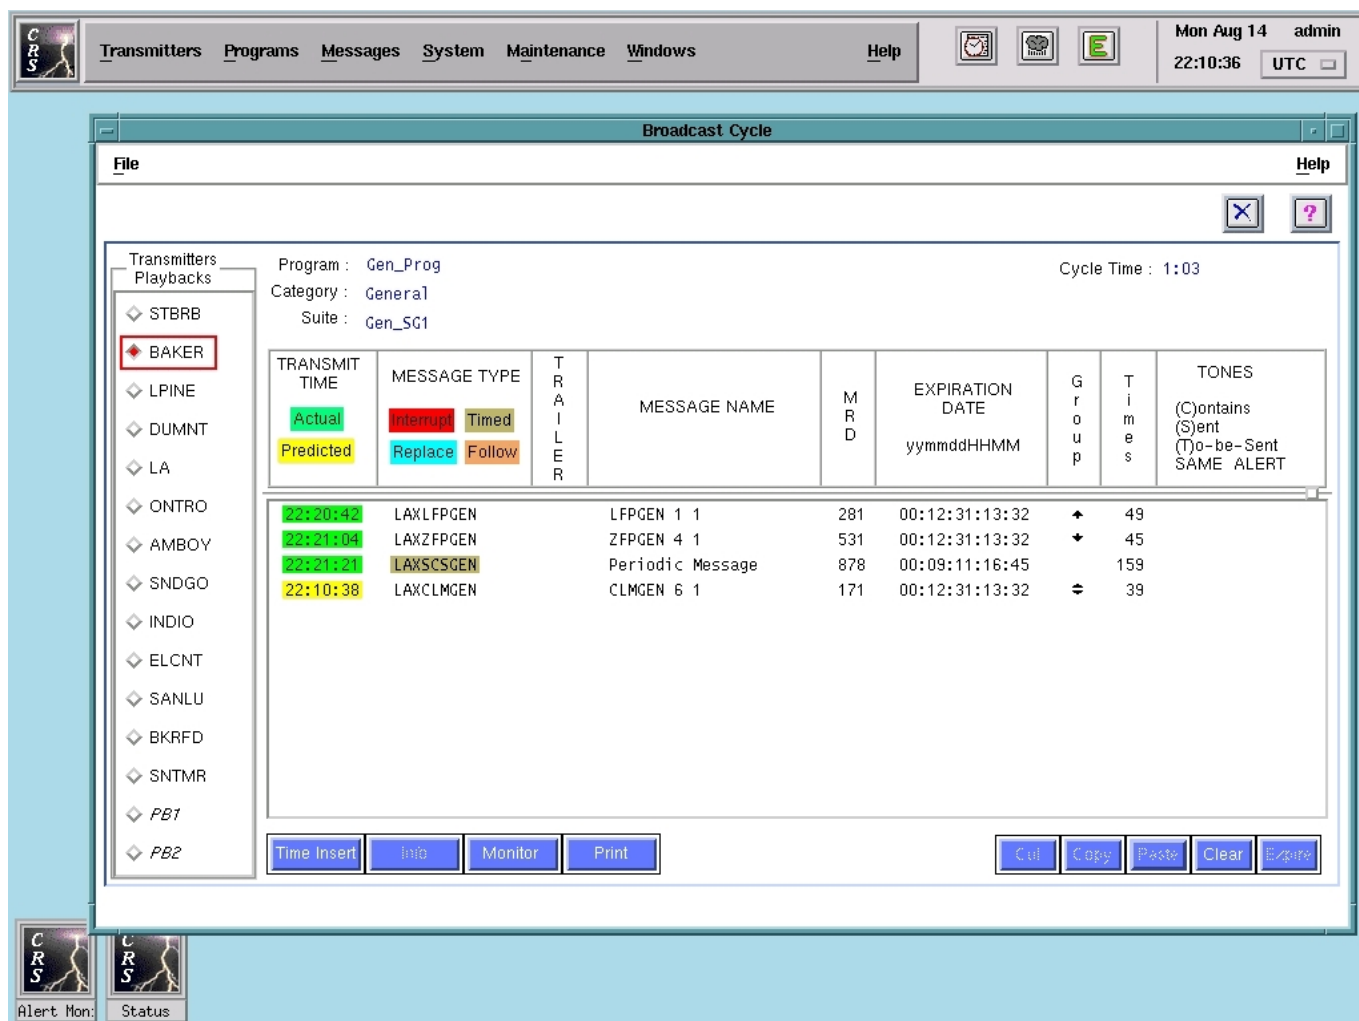 CRS
Transmitters Programs Messages System Maintenance Windows Help
E
Mon Aug 14 admin
22:10:36 UTC
Broadcast Cycle
File Help
?
Transmitters
Playbacks
STBRB
BAKER
LPINE
DUMNT
LA
ONTRO
AMBOY
SNDGO
INDIO
ELCNT
SANLU
BKRFD
SNTMR
PB1
PB2
Program : Gen_Prog
Category : General
Suite : Gen_SG1
Cycle Time : 1:03
TRANSMIT
TIME
Actual
Predicted
MESSAGE TYPE
Interrupt Timed
Replace Follow
TRAILER
MESSAGE NAME
MRD
EXPIRATION
DATE
yymmddHHMM
Group
Times
TONES
(C)ontains
(S)ent
(T)o-be-Sent
SAME ALERT
22:20:42 LAXLFPGEN LFPGEN 1 1 281 00:12:31:13:32 49
22:21:04 LAXZFPGEN ZFPGEN 4 1 531 00:12:31:13:32 45
22:21:21 LAXSCSGEN Periodic Message 878 00:09:11:16:45 159
22:10:38 LAXCLMGEN CLMGEN 6 1 171 00:12:31:13:32 39
Time Insert Info Monitor Print Cut Copy Paste Clear Expire
CRS CRS
Alert Mon: Status